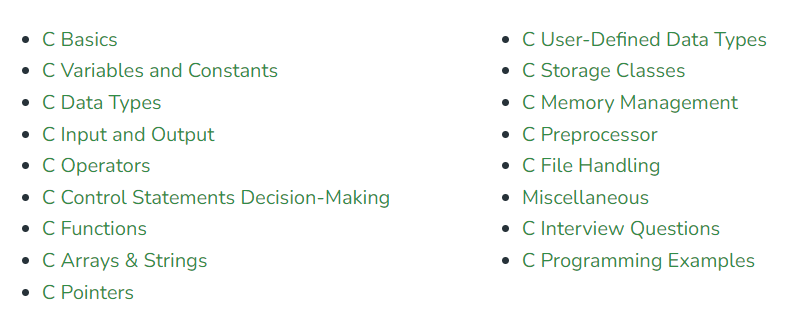 C Basics
C Variables and Constants
C Data Types
C Input and Output
C Operators
C Control Statements Decision-Making
C Functions
C Arrays & Strings
C Pointers
C User-Defined Data Types
C Storage Classes
C Memory Management
C Preprocessor
C File Handling
Miscellaneous
C Interview Questions
C Programming Examples